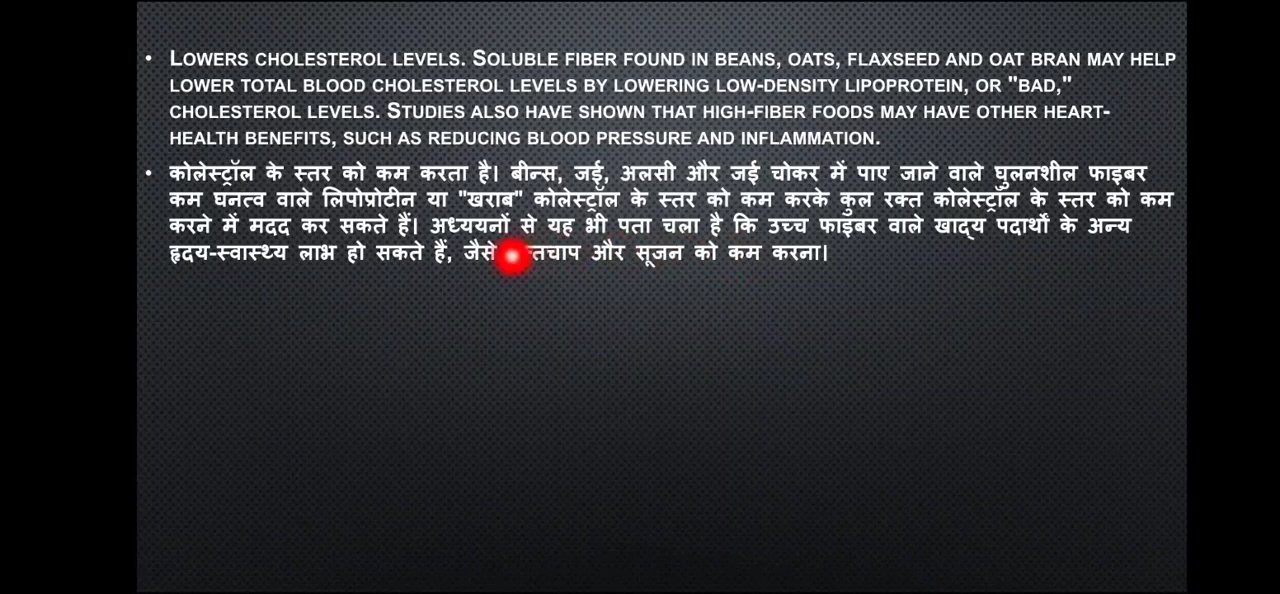 • LOWERS CHOLESTEROL LEVELS. SOLUBLE FIBER FOUND IN BEANS, OATS, FLAXSEED AND OAT BRAN MAY HELP
LOWER TOTAL BLOOD CHOLESTEROL LEVELS BY LOWERING LOW-DENSITY LIPOPROTEIN, OR "BAD,"
CHOLESTEROL LEVELS. STUDIES ALSO HAVE SHOWN THAT HIGH-FIBER FOODS MAY HAVE OTHER HEART-
HEALTH BENEFITS, SUCH AS REDUCING BLOOD PRESSURE AND INFLAMMATION.
• कोलेस्ट्रॉल के स्तर को कम करता है। बीन्स, जई, अलसी और जई चोकर में पाए जाने वाले घुलनशील फाइबर
कम घनत्व वाले लिपोप्रोटीन या "खराब" कोलेस्ट्रॉल के स्तर को कम करके कुल रक्त कोलेस्ट्रॉल के स्तर को कम
करने में मदद कर सकते हैं। अध्ययनों से यह भी पता चला है कि उच्च फाइबर वाले खाद्य पदार्थों के अन्य
हृदय-स्वास्थ्य लाभ हो सकते हैं, जैसे और सूजन को कम करना।